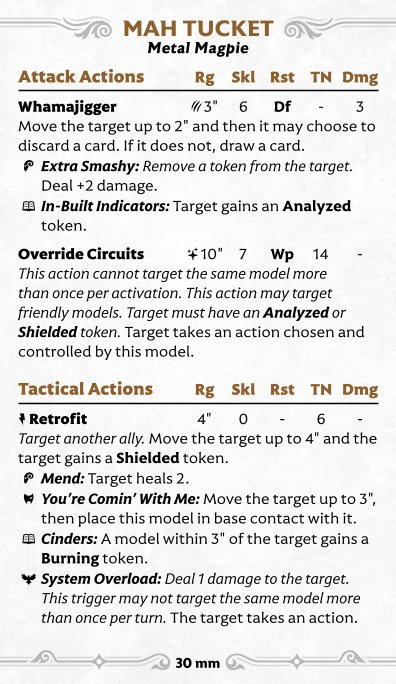 MAH TUCKET
Metal Magpie
Attack Actions Rg Skl Rst TN Dmg
Whamajigger 3" 6 Df - 3
Move the target up to 2" and then it may choose to
discard a card. If it does not, draw a card.
Extra Smashy: Remove a token from the target.
Deal +2 damage.
In-Built Indicators: Target gains an Analyzed
token.
Override Circuits 10" 7 Wp 14 -
This action cannot target the same model more
than once per activation. This action may target
friendly models. Target must have an Analyzed or
Shielded token. Target takes an action chosen and
controlled by this model.
Tactical Actions Rg Skl Rst TN Dmg
Retrofit 4" 0 - 6 -
Target another ally. Move the target up to 4" and the
target gains a Shielded token.
Mend: Target heals 2.
You're Comin' With Me: Move the target up to 3",
then place this model in base contact with it.
Cinders: A model within 3" of the target gains a
Burning token.
System Overload: Deal 1 damage to the target.
This trigger may not target the same model more
than once per turn. The target takes an action.
30 mm